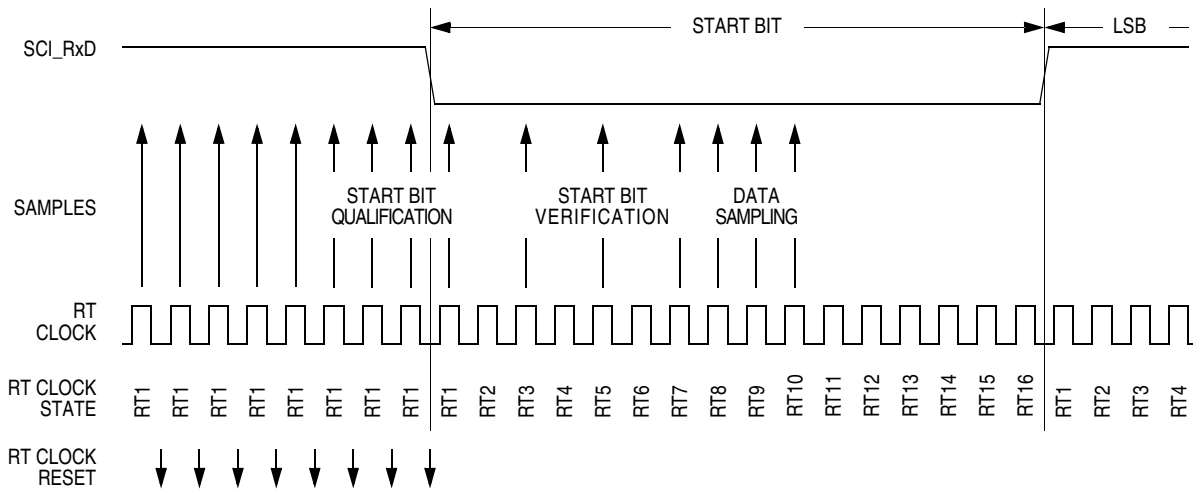 START BIT
LSB
SCI_RxD
SAMPLES
START BIT
QUALIFICATION
START BIT
VERIFICATION
DATA
SAMPLING
RT
CLOCK
RT CLOCK
STATE
RT1 RT1 RT1 RT1 RT1 RT1 RT1 RT1 RT1 RT2 RT3 RT4 RT5 RT6 RT7 RT8 RT9 RT10 RT11 RT12 RT13 RT14 RT15 RT16 RT1 RT2 RT3 RT4
RT CLOCK
RESET